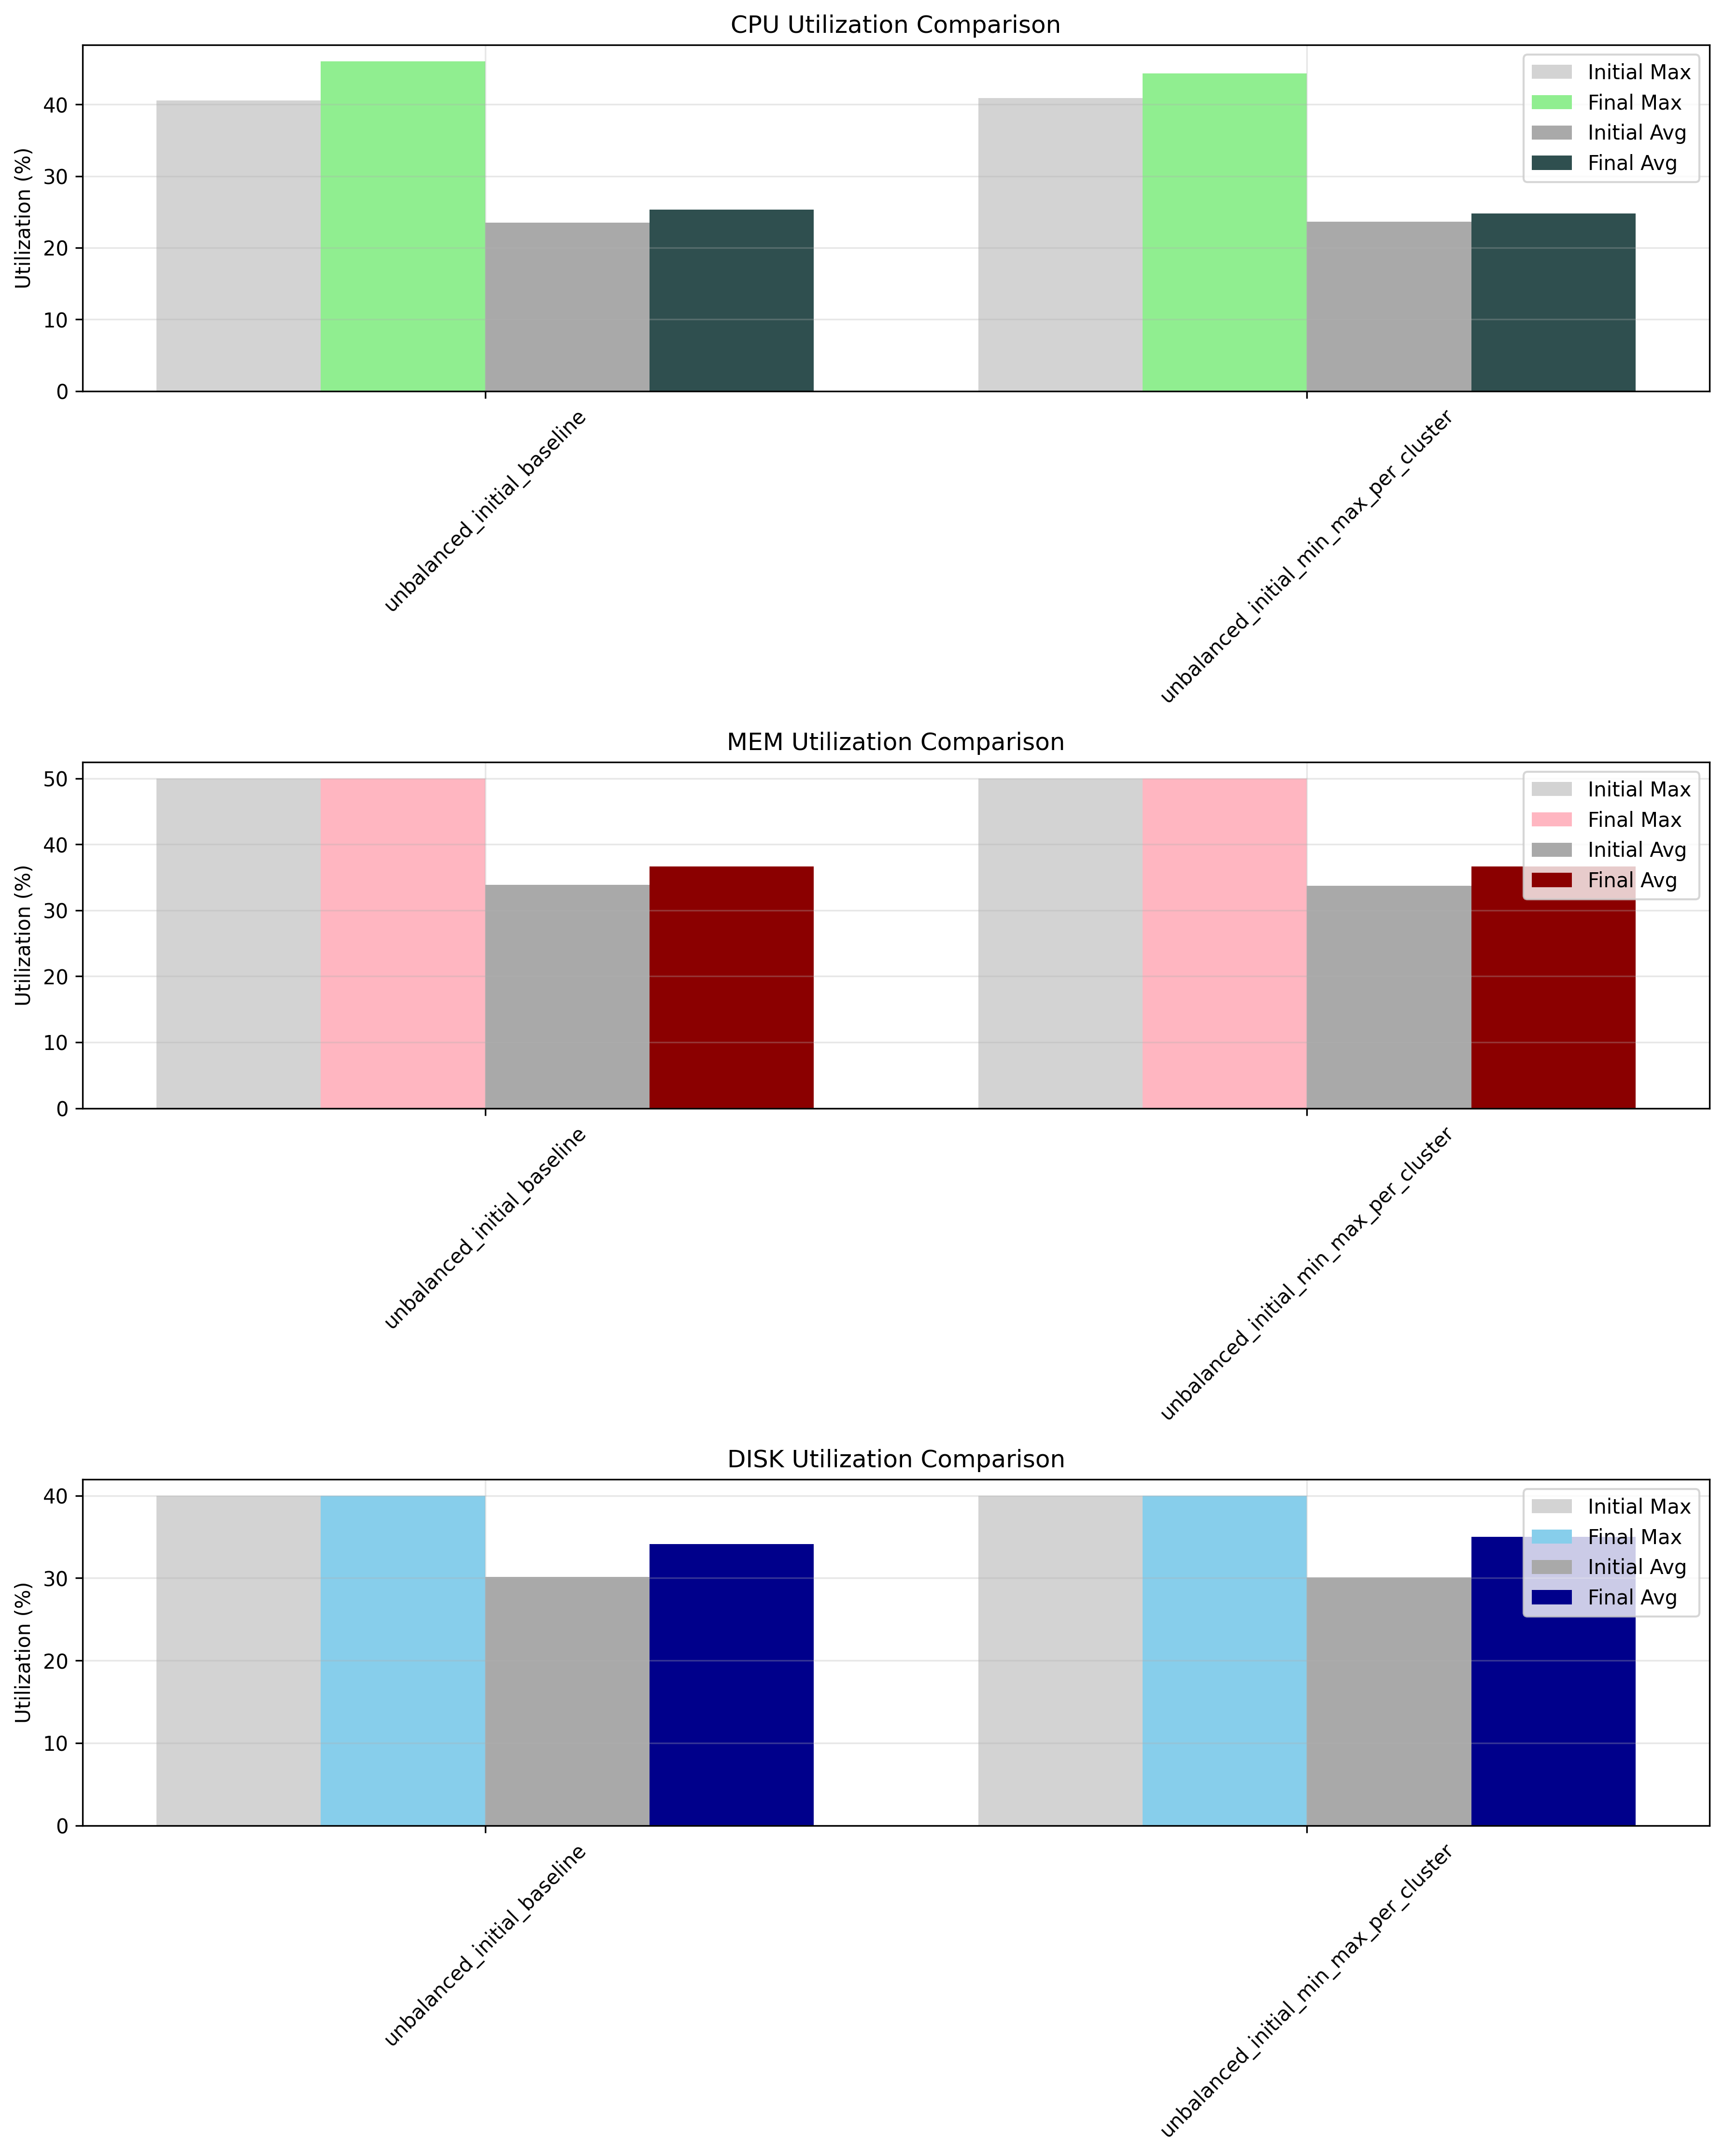 CPU Utilization Comparison
Utilization (%)
40
30
20
10
0
Initial Max
Final Max
Initial Avg
Final Avg
unbalanced_initial_baseline
unbalanced_initial_min_max_per_cluster
MEM Utilization Comparison
Utilization (%)
50
40
30
20
10
0
Initial Max
Final Max
Initial Avg
Final Avg
unbalanced_initial_baseline
unbalanced_initial_min_max_per_cluster
DISK Utilization Comparison
Utilization (%)
40
30
20
10
0
Initial Max
Final Max
Initial Avg
Final Avg
unbalanced_initial_baseline
unbalanced_initial_min_max_per_cluster